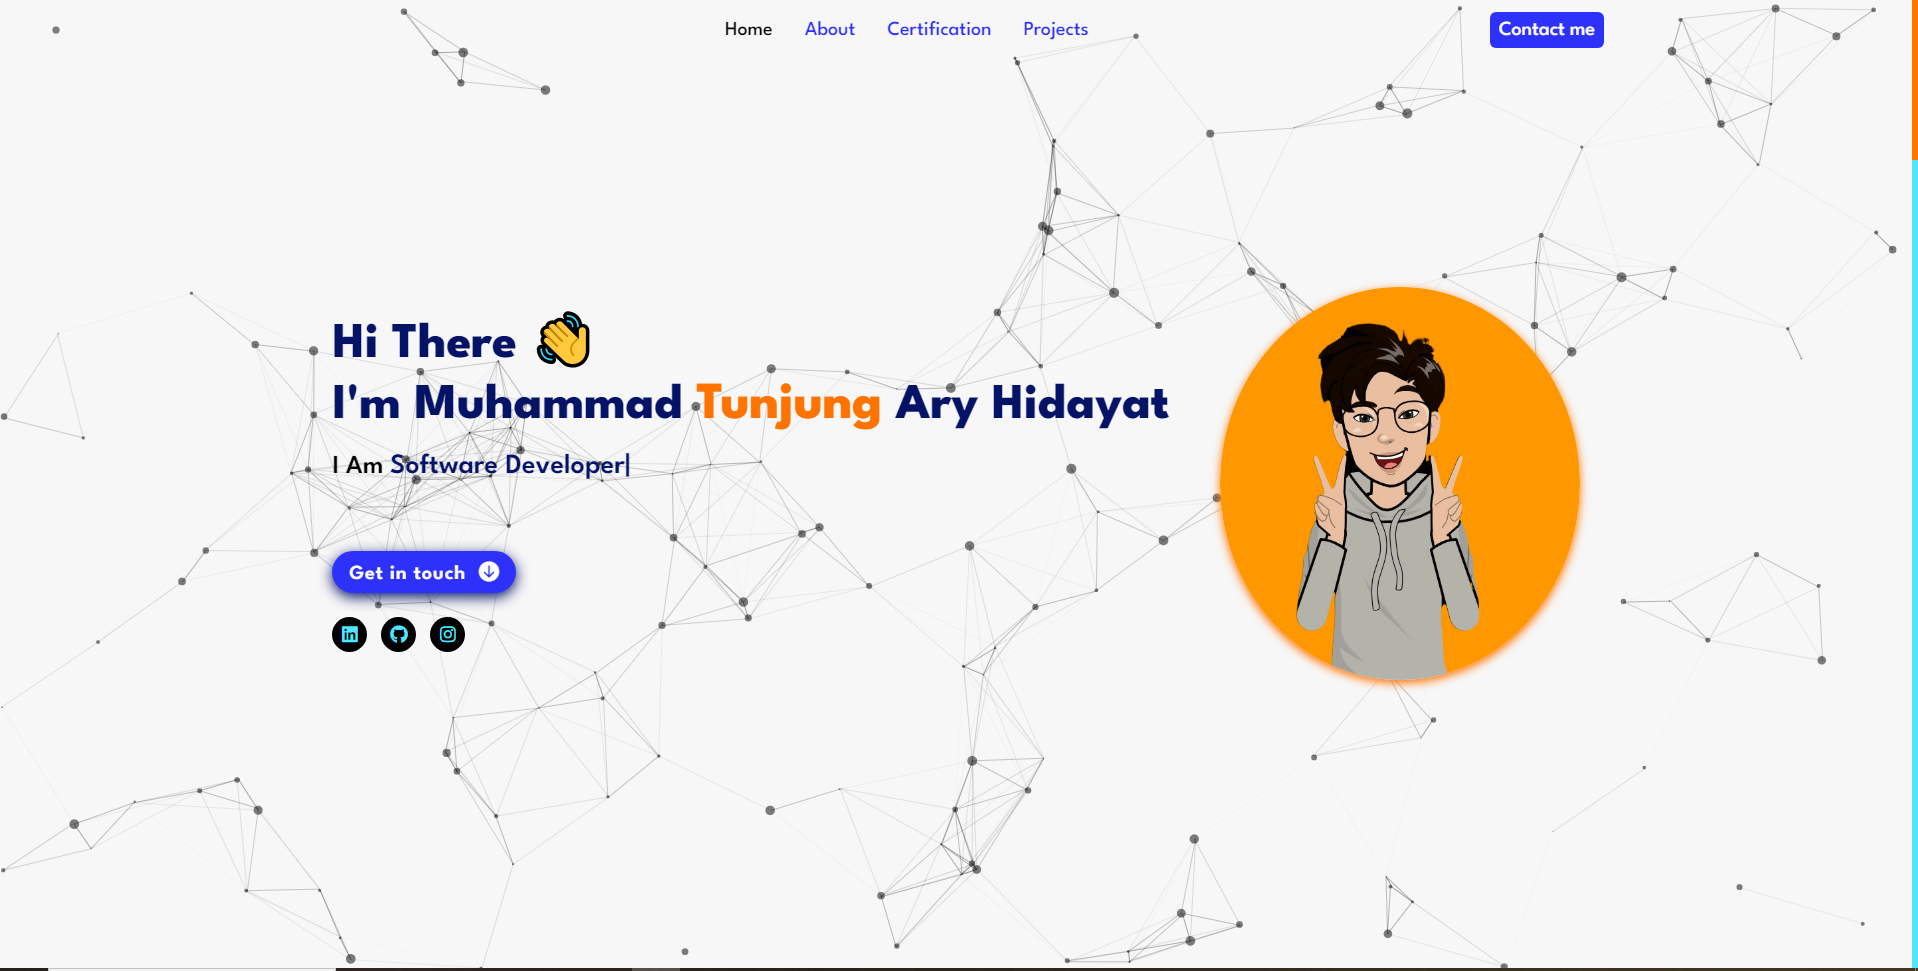 Home About Certification Projects Contact me
Hi There
I'm Muhammad Tunjung Ary Hidayat
I Am Software Developer|
Get in touch